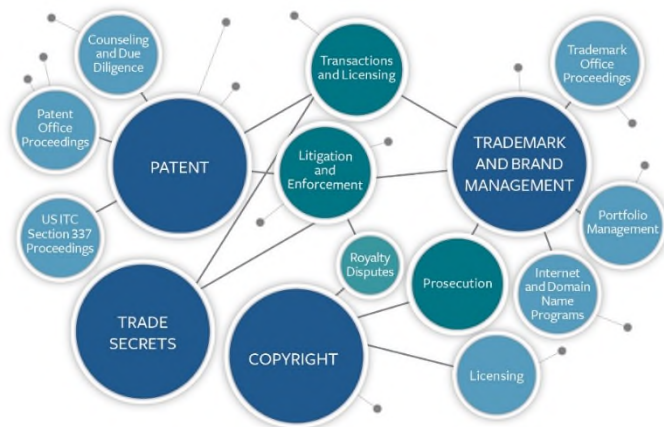 Counseling
and Due
Diligence
Transactions
and Licensing
Trademark
Office
Proceedings
Patent
Office
Proceedings
PATENT
Litigation
and
Enforcement
TRADEMARK
AND BRAND
MANAGEMENT
US ITC
Section 337
Proceedings
Portfolio
Management
Royalty
Disputes
Prosecution
Internet
and Domain
Name
Programs
TRADE
SECRETS
COPYRIGHT
Licensing